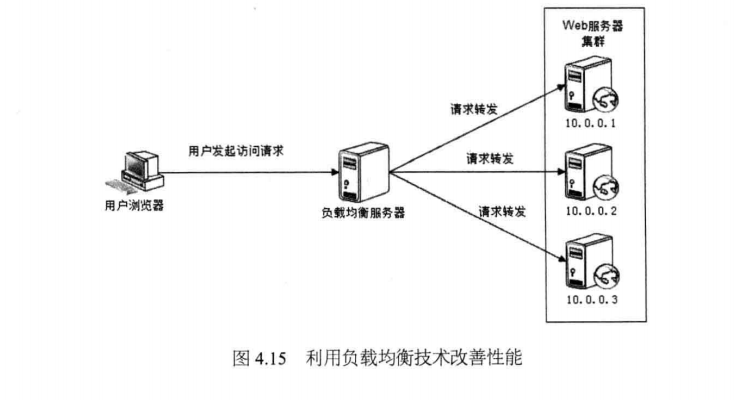 Web服务器
集群
请求转发
10.0.0.1
用户发起访问请求
请求转发
用户浏览器
负载均衡服务器
10.0.0.2
请求转发
10.0.0.3
图 4.15 利用负载均衡技术改善性能